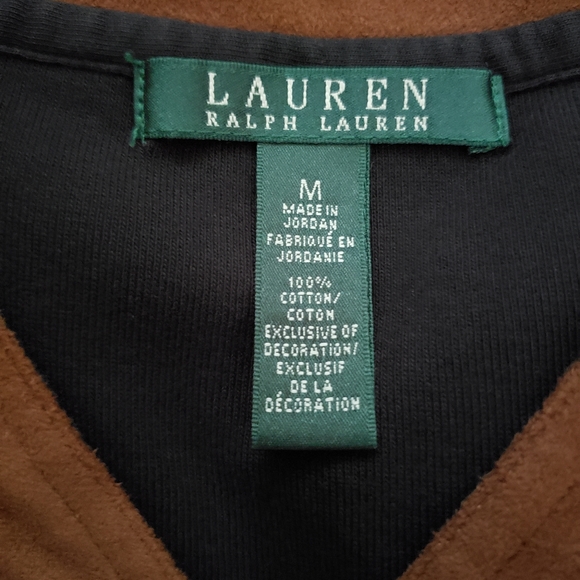 LAUREN
RALPH LAUREN
M
MADE IN
JORDAN
FABRIQUÉ EN
JORDANIE
100%
COTTON/
COTON
EXCLUSIVE OF
DECORATION/
EXCLUSIF
DE LA
DÉCORATION